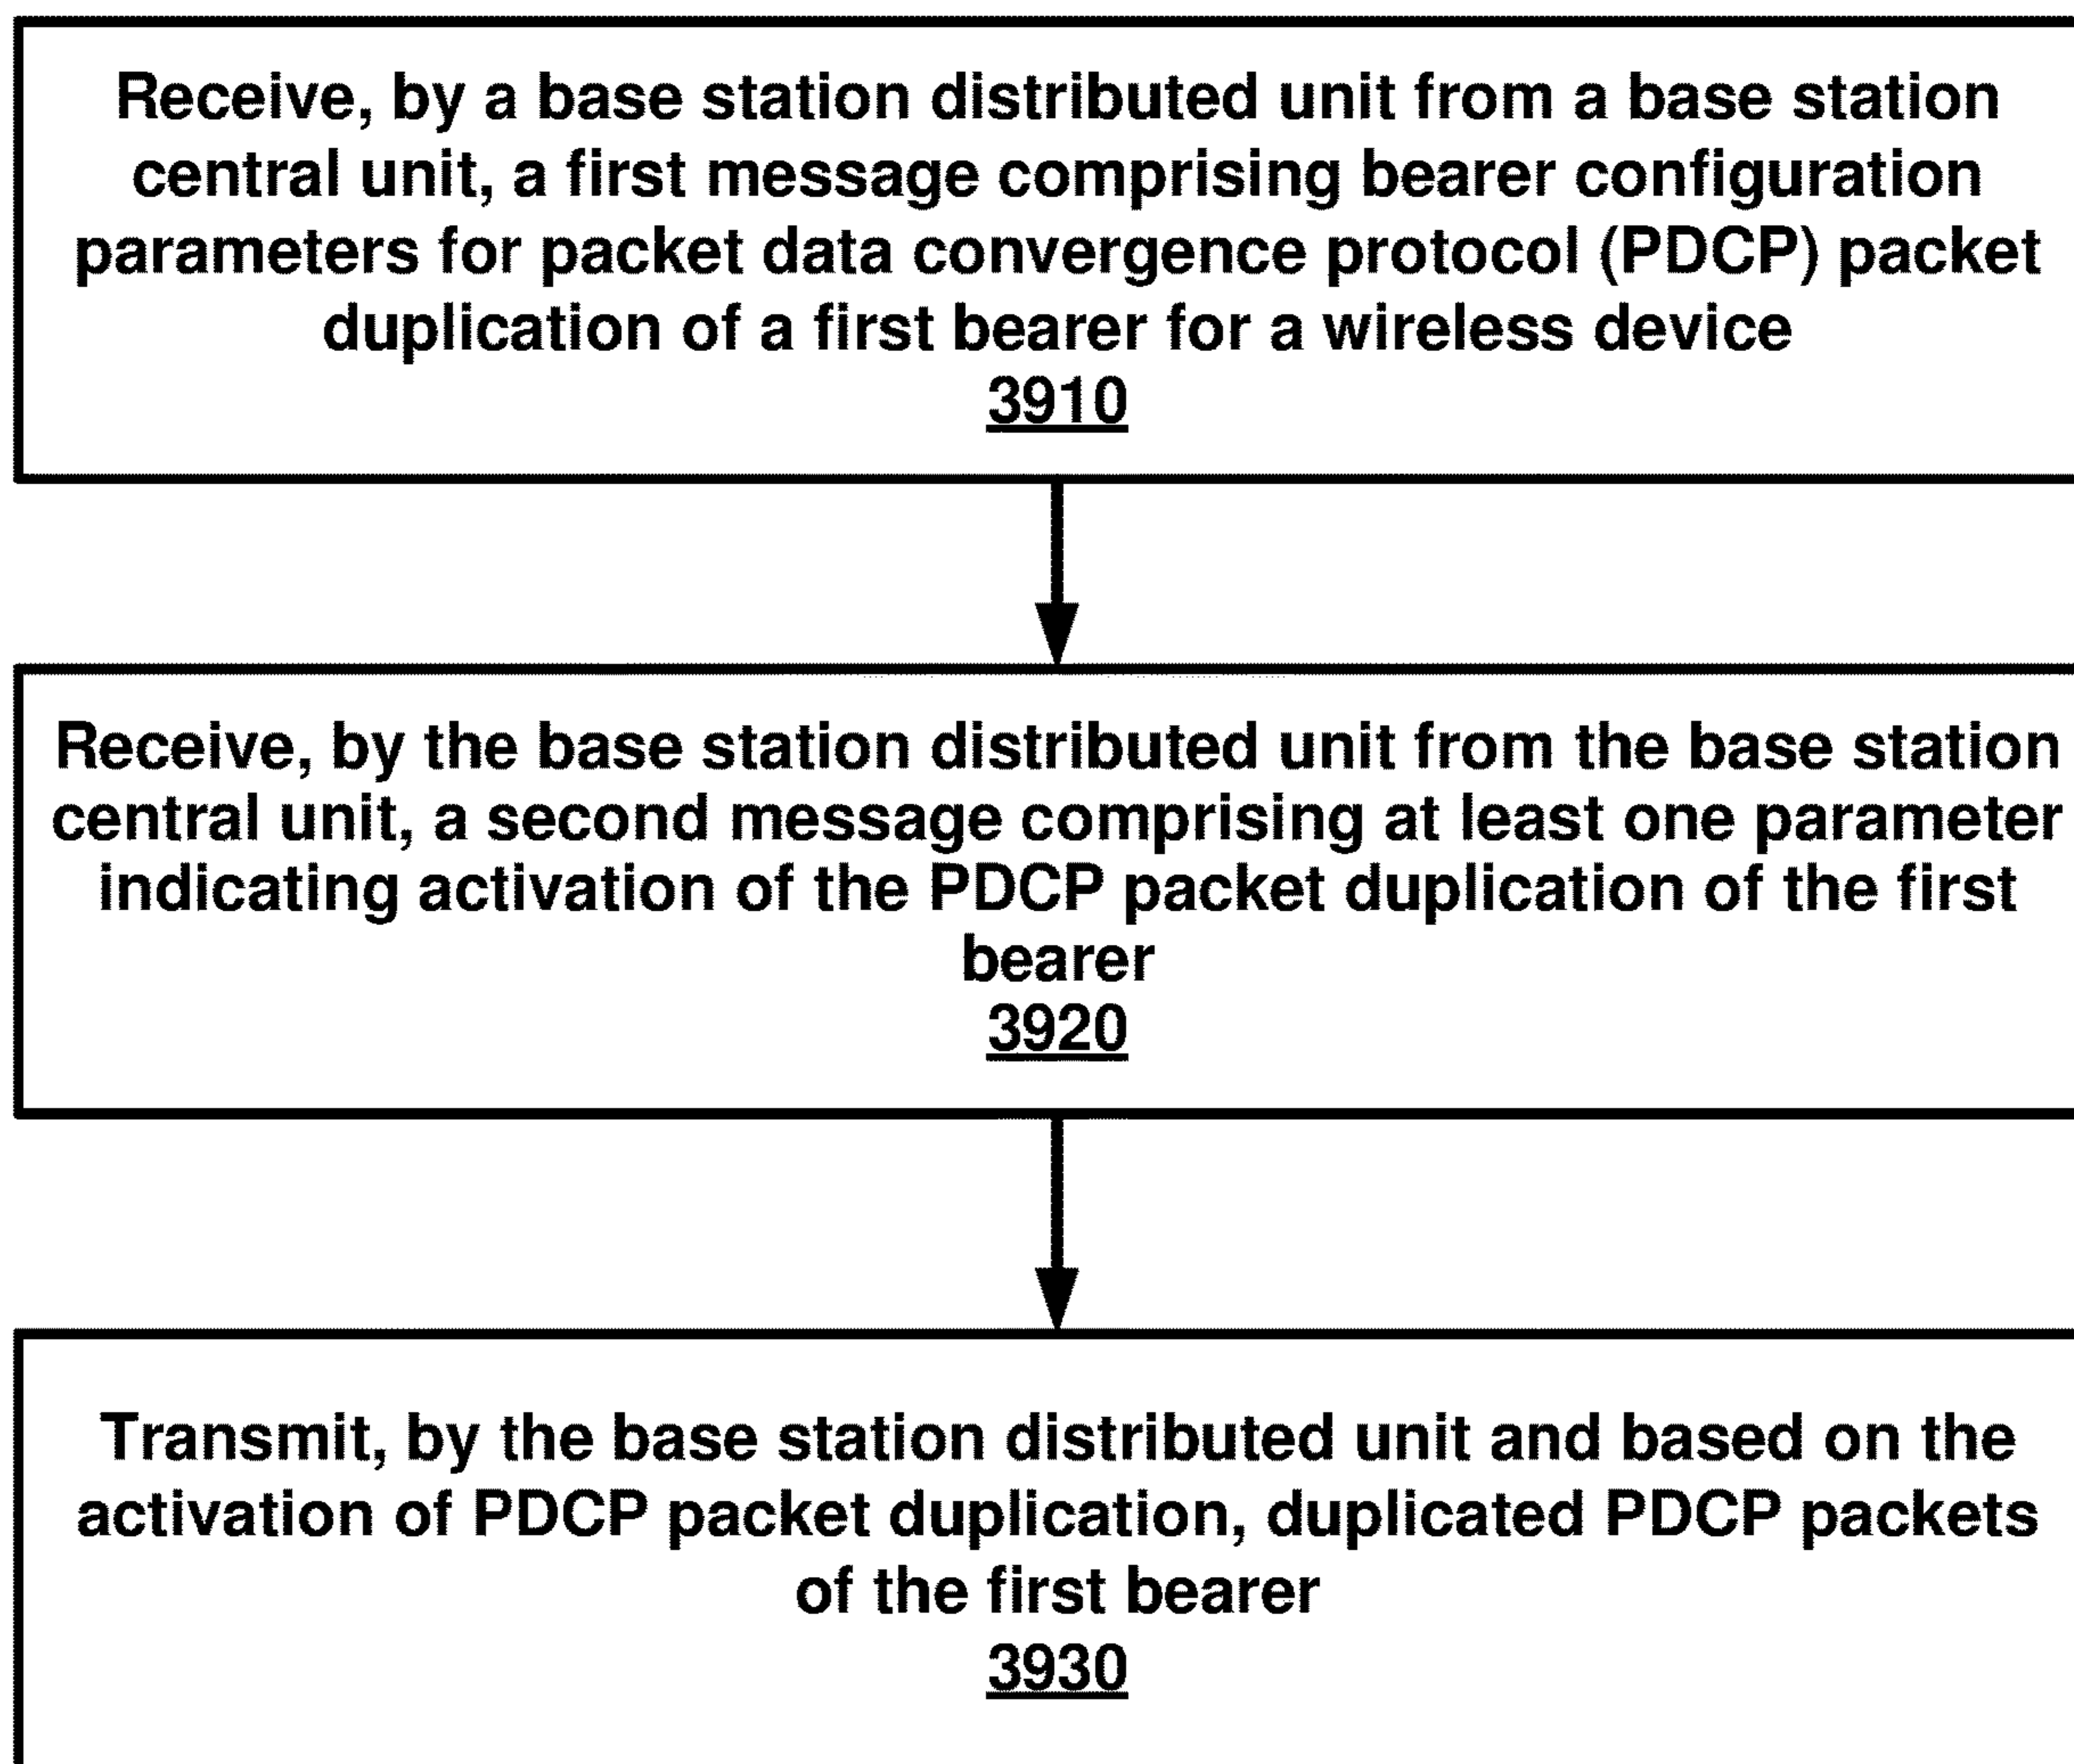 Receive, by a base station distributed unit from a base station
central unit, a first message comprising bearer configuration
parameters for packet data convergence protocol (PDCP) packet
duplication of a first bearer for a wireless device
3910
Receive, by the base station distributed unit from the base station
central unit, a second message comprising at least one parameter
indicating activation of the PDCP packet duplication of the first
bearer
3920
Transmit, by the base station distributed unit and based on the
activation of PDCP packet duplication, duplicated PDCP packets
of the first bearer
3930